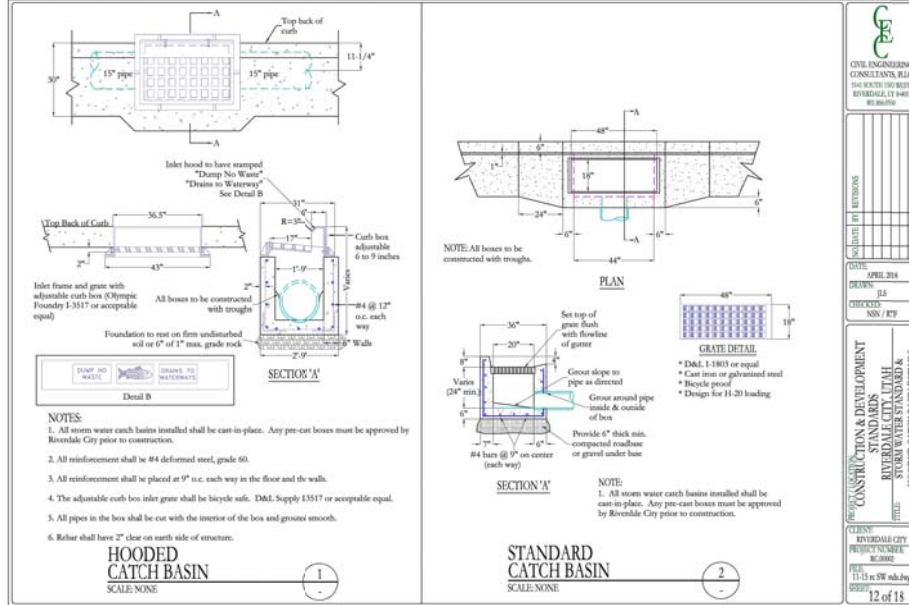 A
Top back of
curb
11-1/4"
30"
15" pipe
15" pipe
A
Inlet hood to have stamped
"Dump No Waste"
"Drains to Waterway"
See Detail B
31"
6"
R=3"
36.5"
Top Back of Curb
17"
Curb box
adjustable
6 to 9 inches
2"
43"
1'-9"
Varies
Inlet frame and grate with
adjustable curb box (Olympic
Foundry I-3517 or acceptable
equal)
2"
All boxes to be constructed
with troughs
#4 @ 12"
o.c. each
way
Foundation to rest on firm undisturbed
soil or 6" of 1" max. grade rock
6" Walls
2'-9"
SECTION 'A'
DUMP NO
WASTE
DRAINS TO
WATERWAYS
Detail B
NOTES:
1. All storm water catch basins installed shall be cast-in-place. Any pre-cast boxes must be approved by
Riverdale City prior to construction.
2. All reinforcement shall be #4 deformed steel, grade 60.
3. All reinforcement shall be placed at 9" o.c. each way in the floor and the walls.
4. The adjustable curb box inlet grate shall be bicycle safe. D&L Supply I-3517 or acceptable equal.
5. All pipes in the box shall be cut with the interior of the box and grouted smooth.
6. Rebar shall have 2" clear on earth side of structure.
HOODED
CATCH BASIN
SCALE: NONE
1
-
A
48"
6"
1"
18"
6"
24"
6"
6"
A
44"
NOTE: All boxes to be
constructed with troughs.
PLAN
48"
18"
GRATE DETAIL
* D&L I-1803 or equal
* Cast iron or galvanized steel
* Bicycle proof
* Design for H-20 loading
Set top of
grate flush
with flowline
of gutter
36"
20"
8"
Varies
(24" min.)
6"
Grout slope to
pipe as directed
Grout around pipe
inside & outside
of box
7"
6"
Provide 6" thick min.
compacted roadbase
or gravel under base
#4 bars @ 9" on center
(each way)
SECTION 'A'
NOTE:
1. All storm water catch basins installed shall be
cast-in-place. Any pre-cast boxes must be approved
by Riverdale City prior to construction.
STANDARD
CATCH BASIN
SCALE: NONE
2
-
CEC
CIVIL ENGINEERING
CONSULTANTS, PLLC
REVISIONS
NO. DATE BY
DATE:
APRIL 2016
DRAWN:
JLS
CHECKED:
NSN / RTF
PROJECT LOCATION:
CONSTRUCTION & DEVELOPMENT
STANDARDS
RIVERDALE CITY, UTAH
TITLE:
STORM WATER STANDARD &
CLIENT:
RIVERDALE CITY
PROJECT NUMBER
FILE:
SHEET:
12 of 18